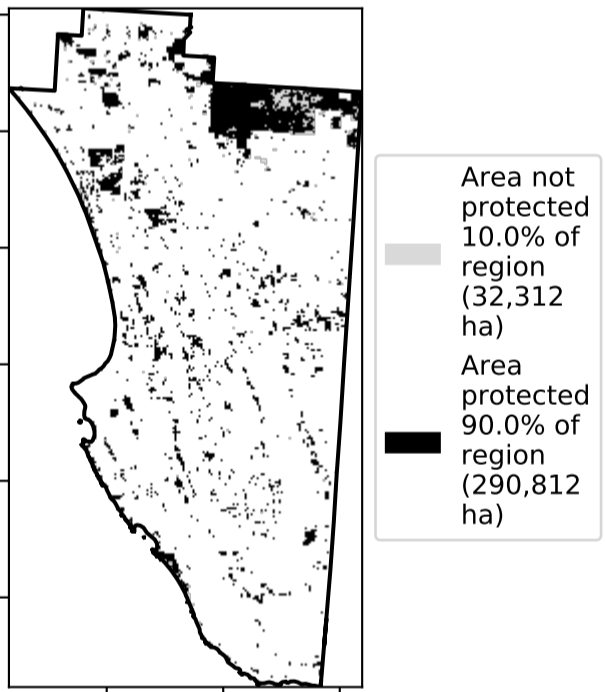 Area not
protected
10.0% of
region
(32,312
ha)
Area
protected
90.0% of
region
(290,812
ha)